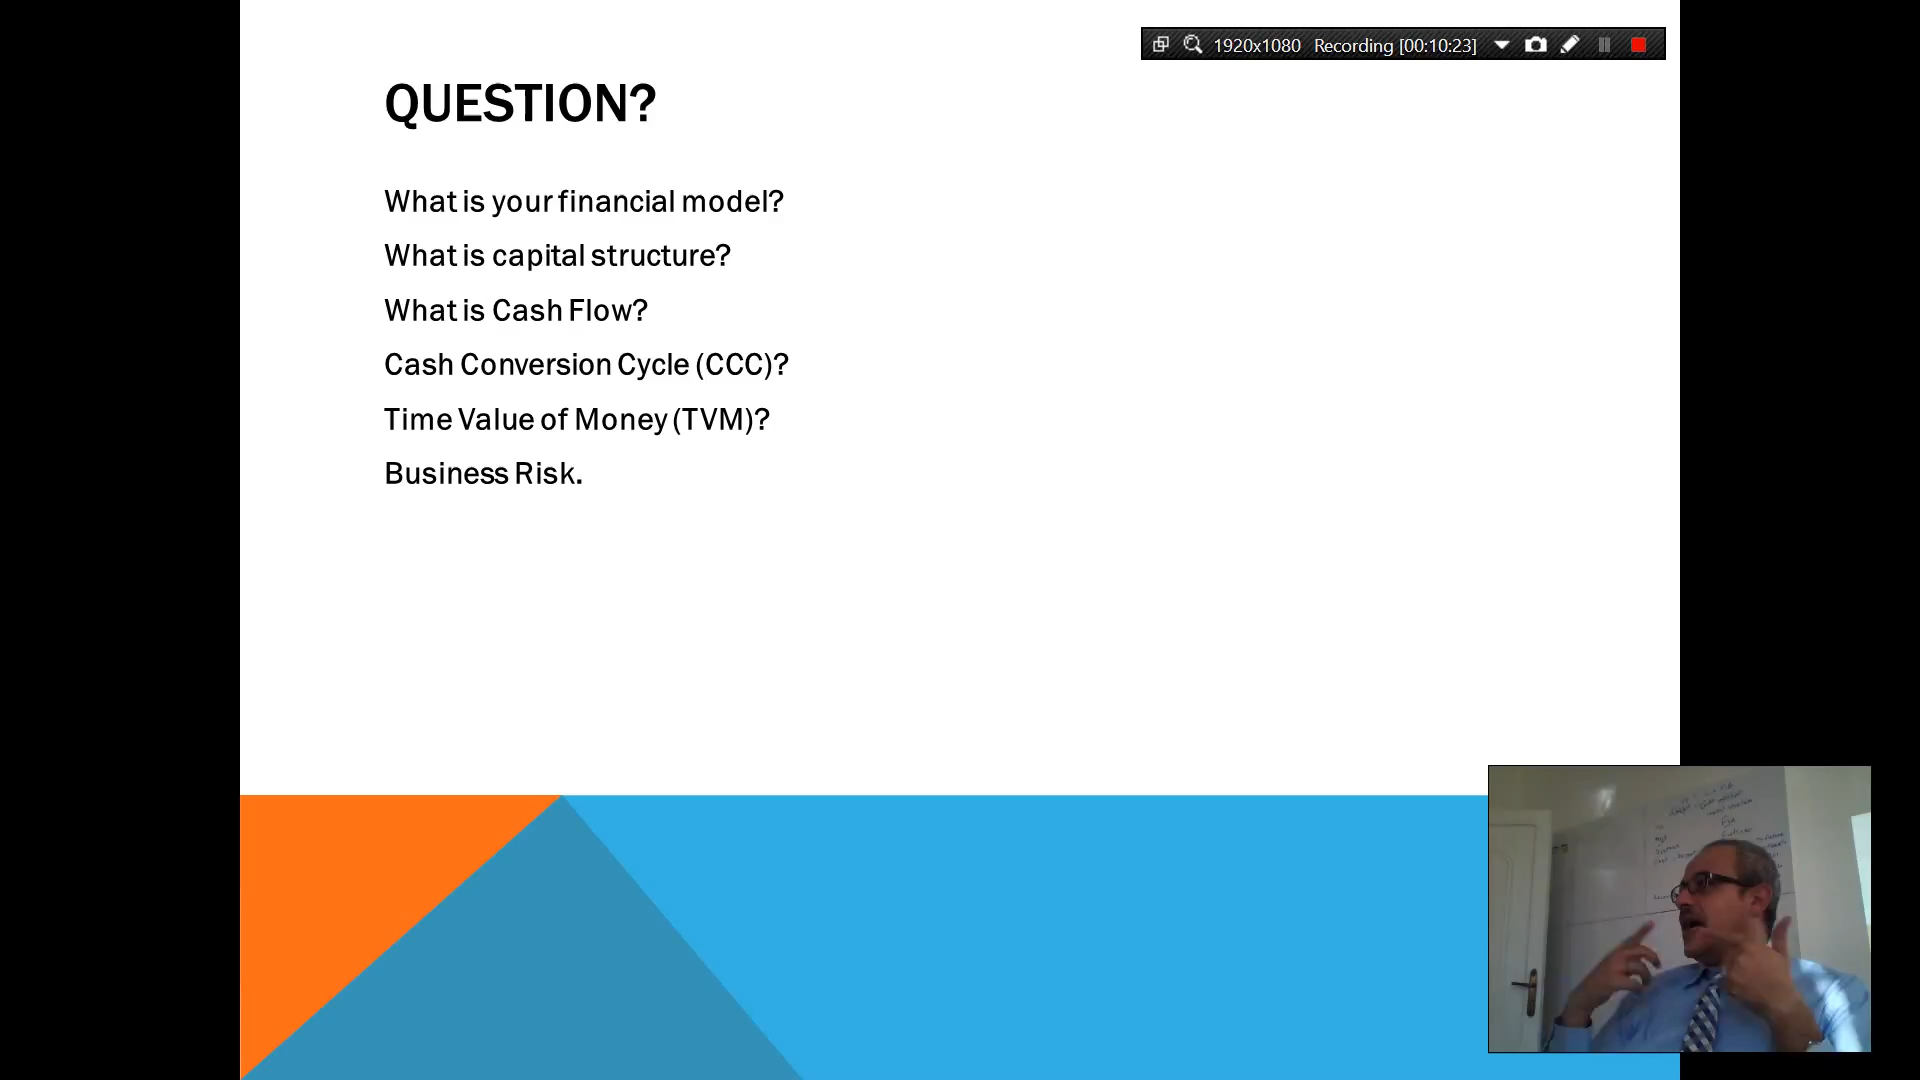 1920x1080 Recording [00:10:23]
QUESTION?
What is your financial model?
What is capital structure?
What is Cash Flow?
Cash Conversion Cycle (CCC)?
Time Value of Money (TVM)?
Business Risk.